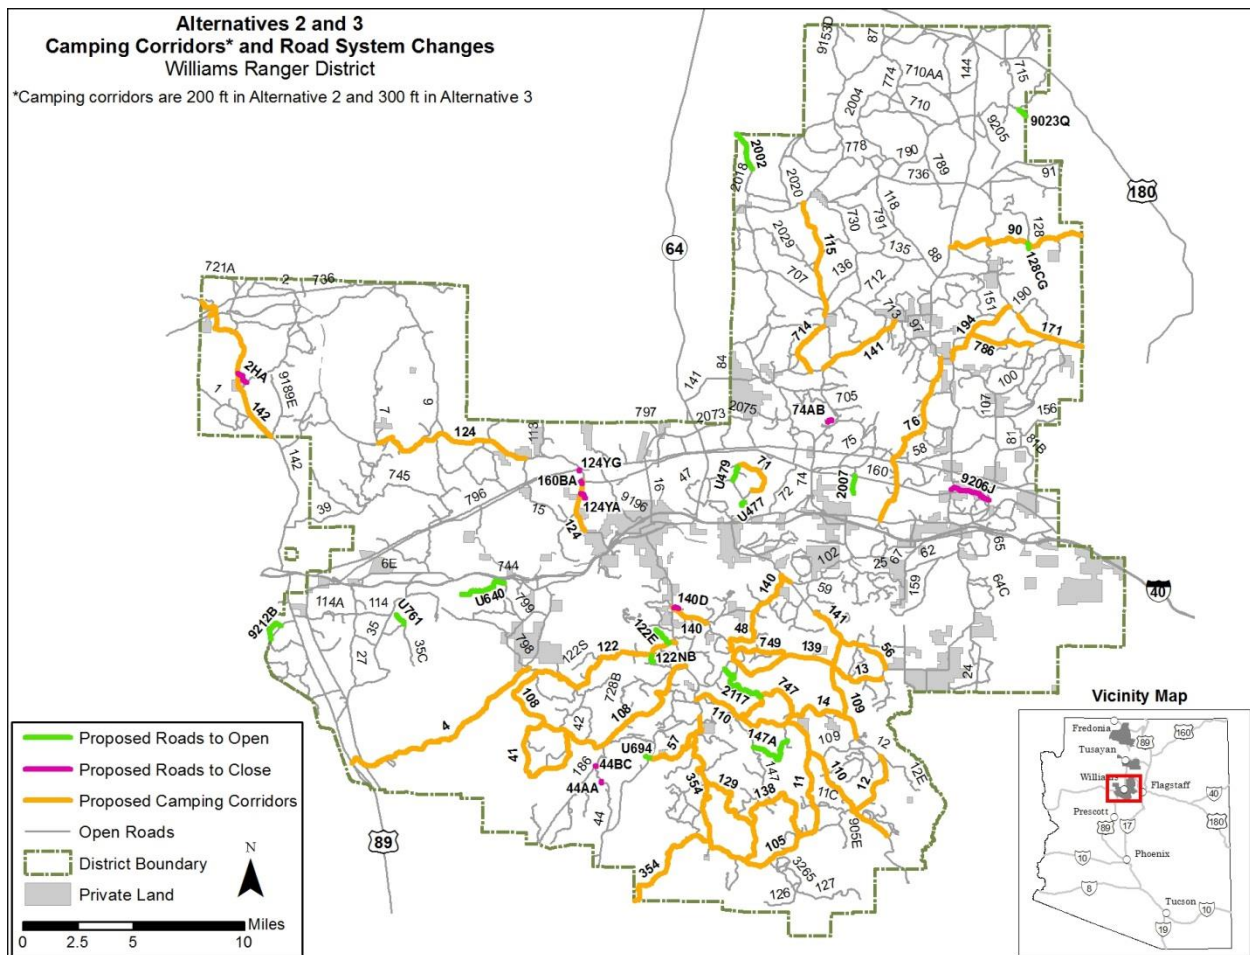 Alternatives 2 and 3
Camping Corridors* and Road System Changes
Williams Ranger District
*Camping corridors are 200 ft in Alternative 2 and 300 ft in Alternative 3
9153D
87
774
710AA
144
715
2004
710
9205
9023Q
2002
778
790
789
736
91
2018
2020
118
180
64
2029
730
791
90
128
115
135
88
128CG
707
136
712
721A
2
736
151
190
713
97
194
171
714
141
786
84
2HA
141
100
1
9189E
142
705
107
156
7
9
797
2073
2075
74AB
76
124
113
75
58
181
81B
142
124YG
U479
71
160
9206J
745
160BA
47
16
74
72
2007
796
124YA
9196
U477
39
15
124
102
67
62
65
6E
744
25
159
64C
40
U640
799
140
59
114A
114
U761
140D
141
9212B
35
122E
140
48
56
27
35C
798
122S
122
122NB
749
139
13
24
728B
2117
747
14
109
108
42
108
4
110
109
12
41
U694
57
147A
12E
186
44BC
147
11
110
12
44AA
354
129
138
11C
44
905E
89
105
354
3265
126
127
Proposed Roads to Open
Proposed Roads to Close
Proposed Camping Corridors
Open Roads
District Boundary
Private Land
N
Miles
0 2.5 5 10
Vicinity Map
Fredonia
89
160
Tusayan
Williams
Flagstaff
40
Prescott
180
89
17
10
Phoenix
8
Tucson
10
19